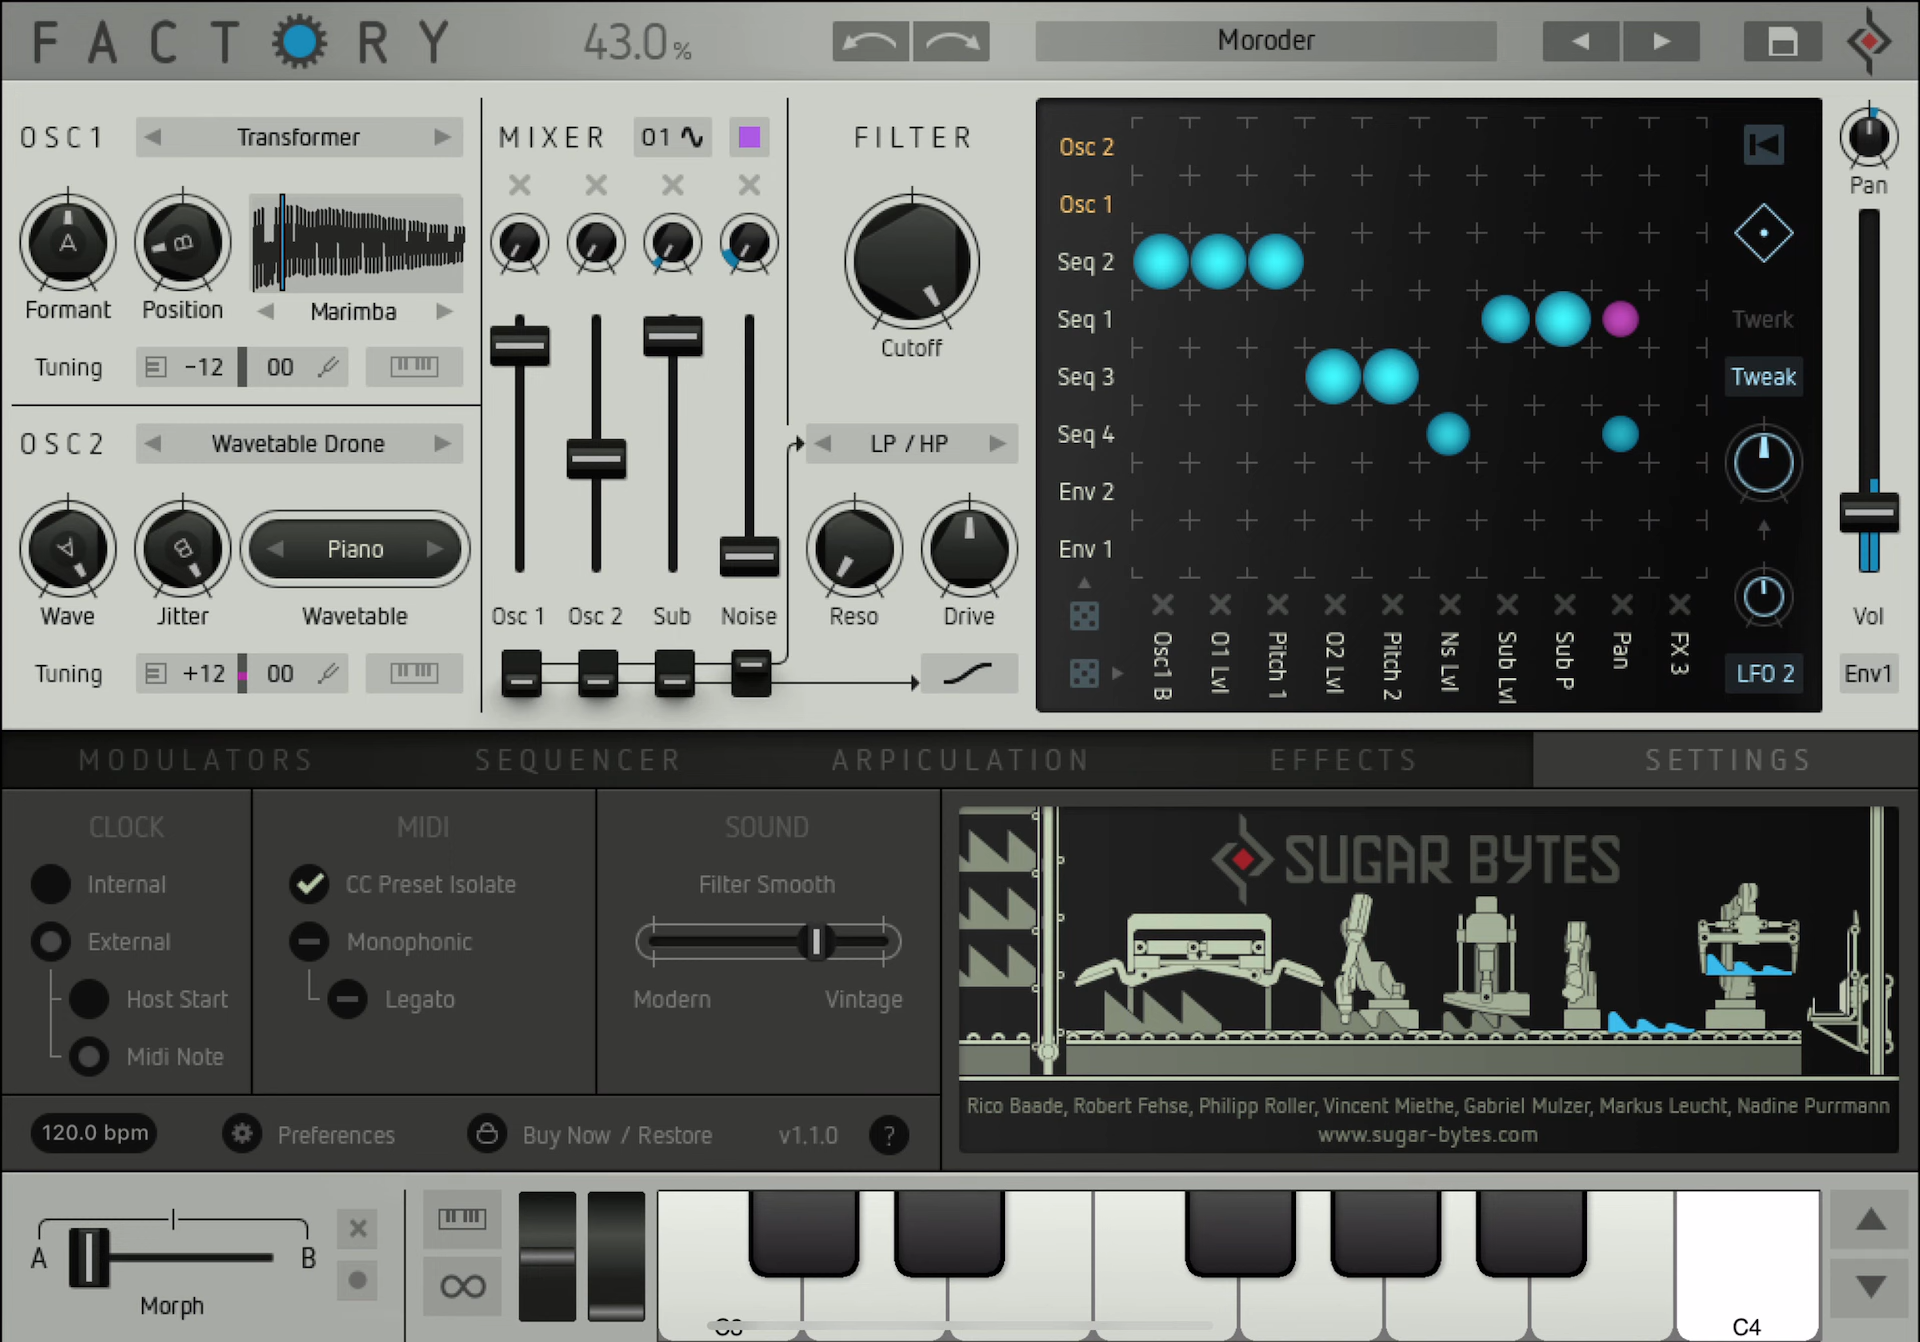 FACTORY
43.0 %
Moroder
OSC1
Transformer
A
B
Formant
Position
Marimba
Tuning
-12
00
OSC2
Wavetable Drone
A
B
Piano
Wave
Jitter
Wavetable
Tuning
+12
00
MIXER
01
Osc 1
Osc 2
Sub
Noise
FILTER
Cutoff
LP / HP
Reso
Drive
Osc 2
Osc 1
Seq 2
Seq 1
Seq 3
Seq 4
Env 2
Env 1
Osc1 B
O1 Lvl
Pitch 1
O2 Lvl
Pitch 2
Ns Lvl
Sub Lvl
Sub P
Pan
FX 3
Twerk
Tweak
LFO 2
Pan
Vol
Env1
MODULATORS
SEQUENCER
ARPICULATION
EFFECTS
SETTINGS
CLOCK
Internal
External
Host Start
Midi Note
MIDI
CC Preset Isolate
Monophonic
Legato
SOUND
Filter Smooth
Modern
Vintage
120.0 bpm
Preferences
Buy Now / Restore
v1.1.0
?
SUGAR BYTES
Rico Baade, Robert Fehse, Philipp Roller, Vincent Miethe, Gabriel Mulzer, Markus Leucht, Nadine Purrmann
www.sugar-bytes.com
A
B
Morph
C3
C4